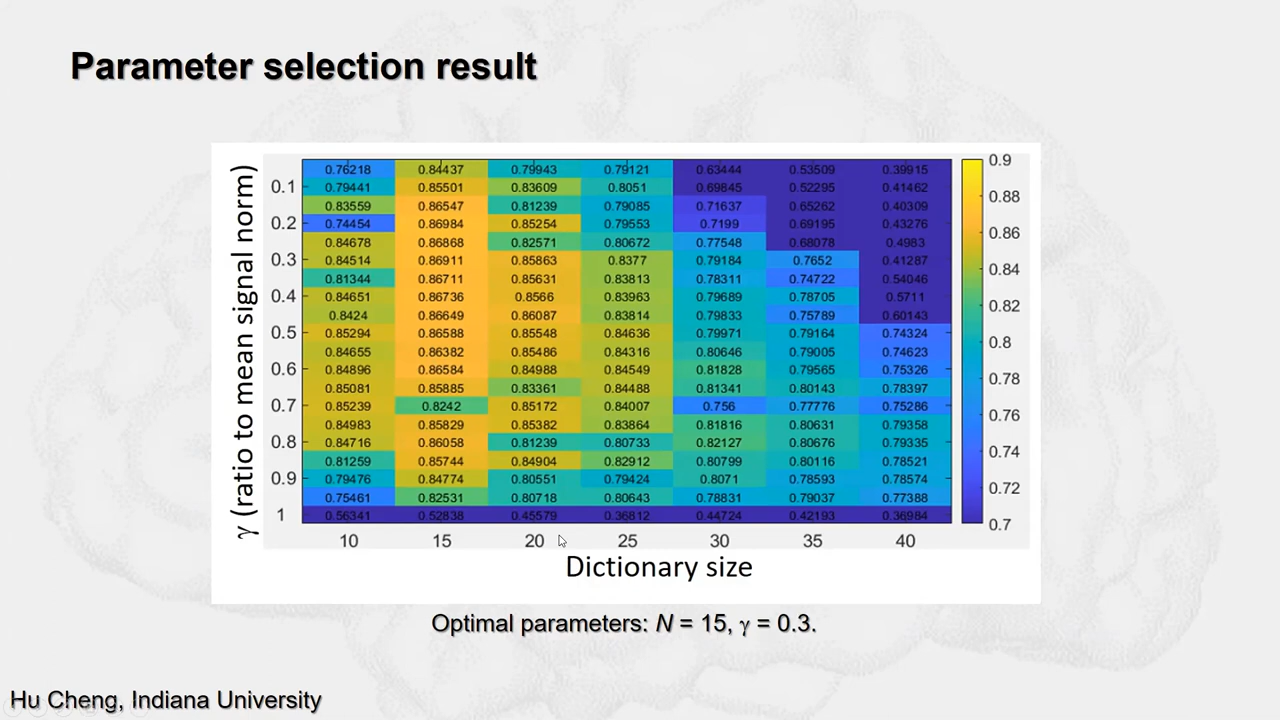 Parameter selection result
γ (ratio to mean signal norm)
0.76218 0.84437 0.79943 0.79121 0.63444 0.53509 0.39915
0.1 0.79441 0.85501 0.83609 0.8051 0.69845 0.52295 0.41462
0.83559 0.86547 0.81239 0.79085 0.71637 0.65262 0.40309
0.2 0.74454 0.86984 0.85254 0.79553 0.7199 0.69195 0.43276
0.84678 0.86868 0.82571 0.80672 0.77548 0.68078 0.4983
0.3 0.84514 0.86911 0.85863 0.8377 0.79184 0.7652 0.41287
0.81344 0.86711 0.85631 0.83813 0.78311 0.74722 0.54046
0.4 0.84651 0.86736 0.8566 0.83963 0.79689 0.78705 0.5711
0.8424 0.86649 0.86087 0.83814 0.79833 0.75789 0.60143
0.5 0.85294 0.86588 0.85548 0.84636 0.79971 0.79164 0.74324
0.84655 0.86382 0.85486 0.84316 0.80646 0.79005 0.74623
0.6 0.84896 0.86584 0.84988 0.84549 0.81828 0.79565 0.75326
0.85081 0.85885 0.83361 0.84488 0.81341 0.80143 0.78397
0.7 0.85239 0.8242 0.85172 0.84007 0.756 0.77776 0.75286
0.84983 0.85829 0.85382 0.83864 0.81816 0.80631 0.79358
0.8 0.84716 0.86058 0.81239 0.80733 0.82127 0.80676 0.79335
0.81259 0.85744 0.84904 0.82912 0.80799 0.80116 0.78521
0.9 0.79476 0.84774 0.80551 0.79424 0.8071 0.78593 0.78574
0.75461 0.82531 0.80718 0.80643 0.78831 0.79037 0.77388
1 0.56341 0.52838 0.45579 0.36812 0.44724 0.42193 0.36984
10 15 20 25 30 35 40
Dictionary size
0.9
0.88
0.86
0.84
0.82
0.8
0.78
0.76
0.74
0.72
0.7
Optimal parameters: N = 15, γ = 0.3.
Hu Cheng, Indiana University